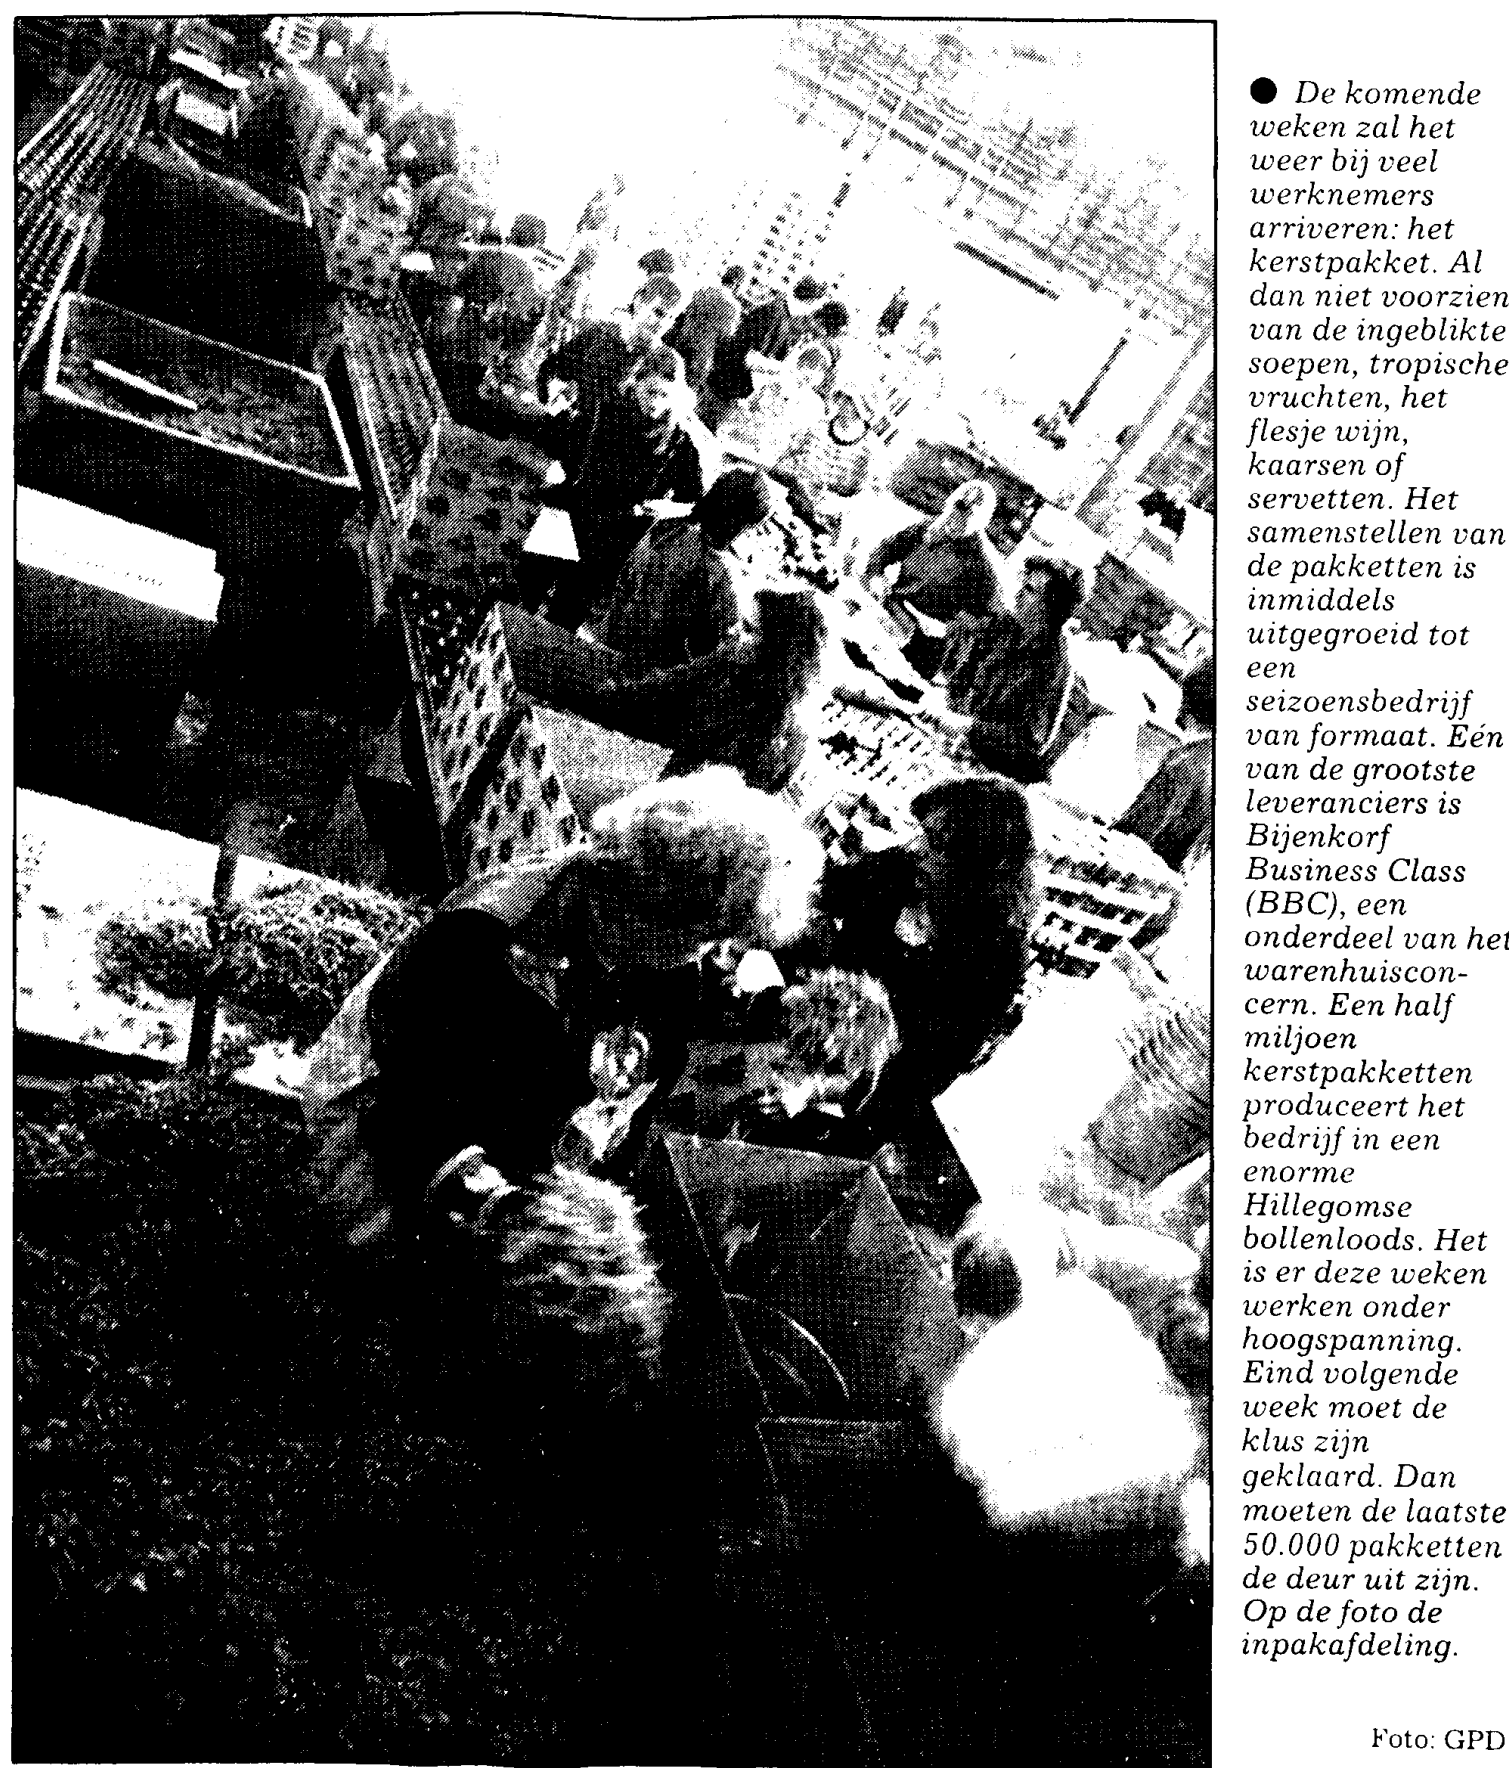 ● De komende
weken zal het
weer bij veel
werknemers
arriveren: het
kerstpakket. Al
dan niet voorzien
van de ingeblikte
soepen, tropische
vruchten, het
flesje wijn,
kaarsen of
servetten. Het
samenstellen van
de pakketten is
inmiddels
uitgegroeid tot
een
seizoensbedrijf
van formaat. Eén
van de grootste
leveranciers is
Bijenkorf
Business Class
(BBC), een
onderdeel van het
warenhuiscon-
cern. Een half
miljoen
kerstpakketten
produceert het
bedrijf in een
enorme
Hillegomse
bollenloods. Het
is er deze weken
werken onder
hoogspanning.
Eind volgende
week moet de
klus zijn
geklaard. Dan
moeten de laatste
50.000 pakketten
de deur uit zijn.
Op de foto de
inpakafdeling.
Foto: GPD